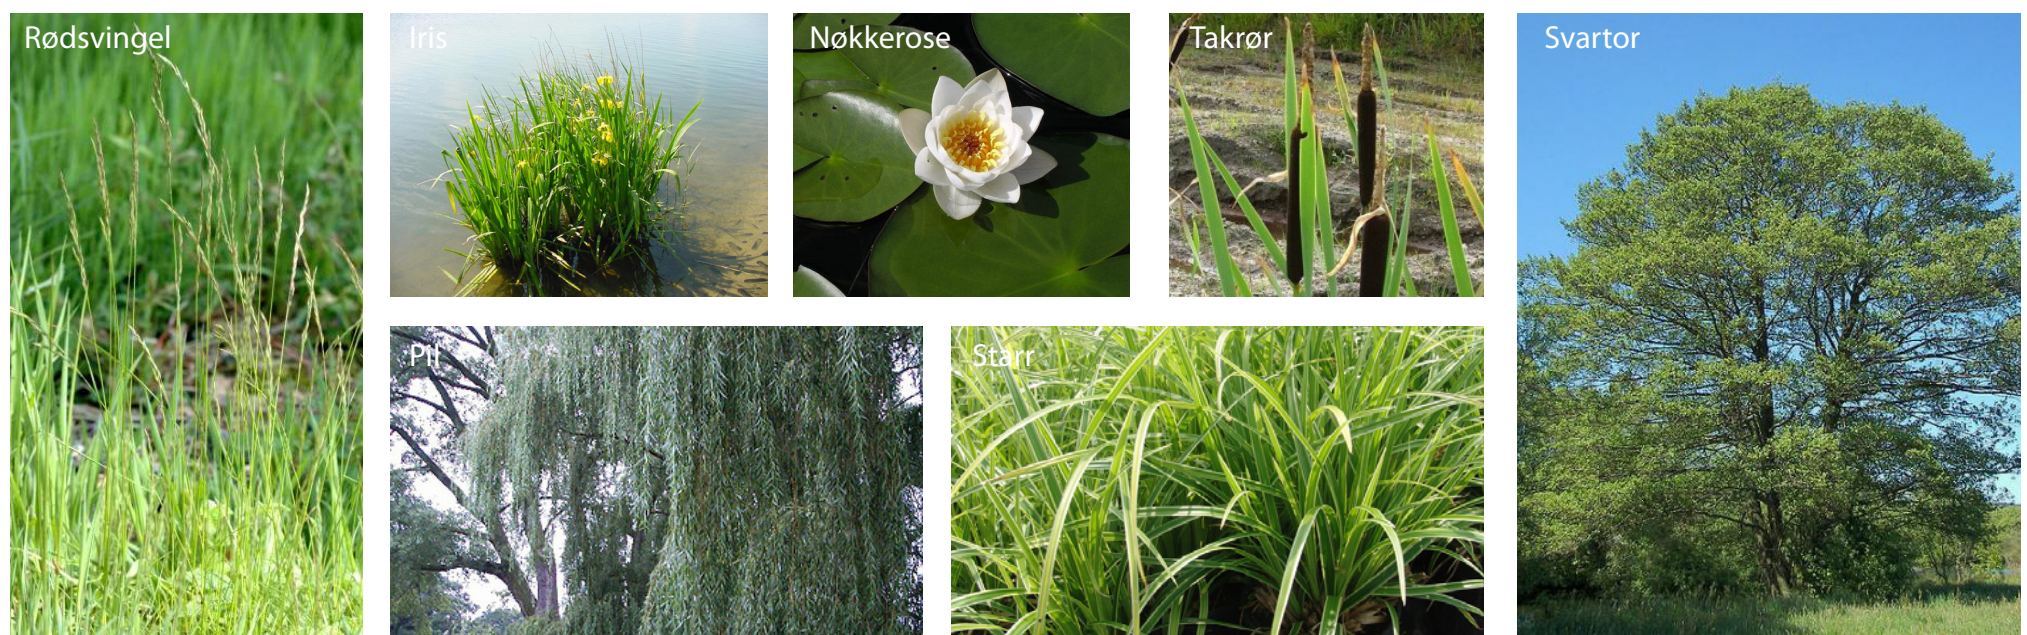 Rødsvingel
Iris
Nøkkerose
Takrør
Svartor
Pil
Starr